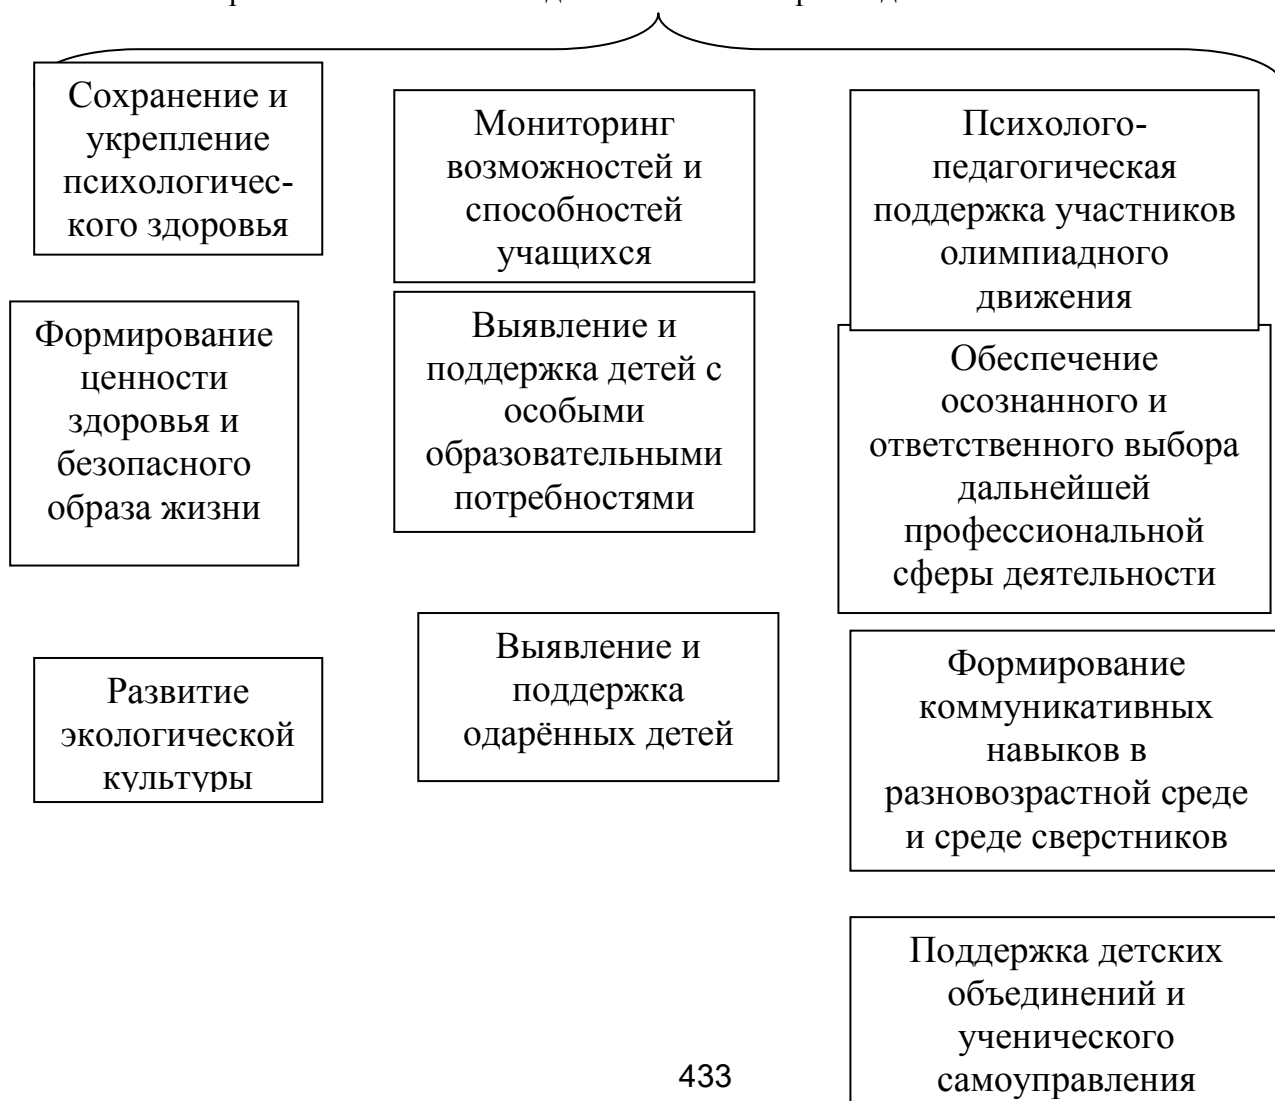 Сохранение и
укрепление
психологичес-
кого здоровья
Формирование
ценности
здоровья и
безопасного
образа жизни
Развитие
экологической
культуры
Мониторинг
возможностей и
способностей
учащихся
Выявление и
поддержка детей с
особыми
образовательными
потребностями
Выявление и
поддержка
одарённых детей
Психолого-
педагогическая
поддержка участников
олимпиадного
движения
Обеспечение
осознанного и
ответственного выбора
дальнейшей
профессиональной
сферы деятельности
Формирование
коммуникативных
навыков в
разновозрастной среде
и среде сверстников
Поддержка детских
объединений и
ученического
самоуправления
433